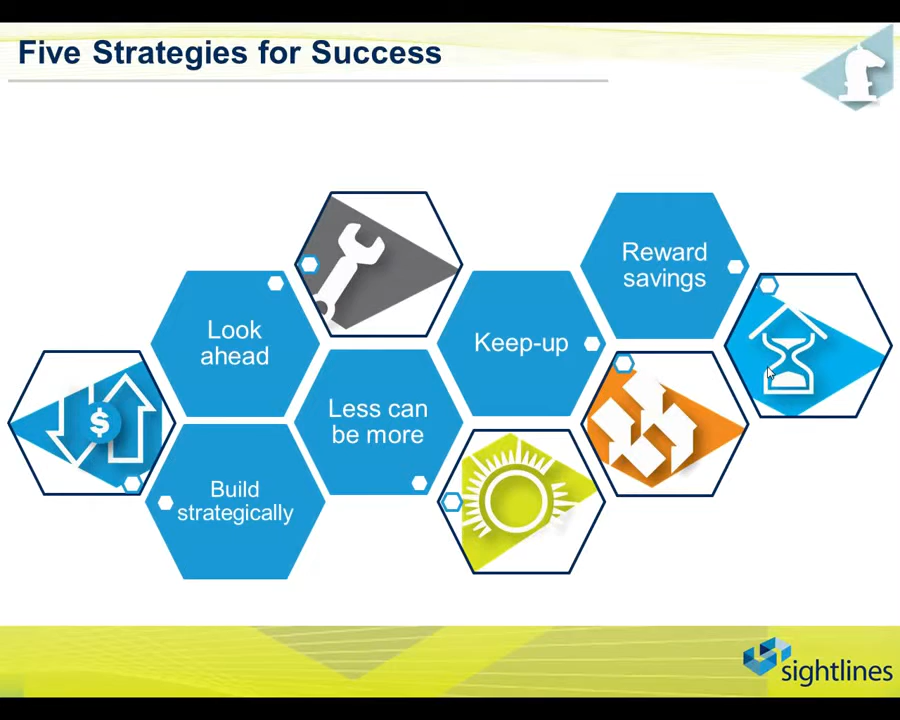 Five Strategies for Success
Reward
savings
Look
ahead
Keep-up
Less can
be more
$
Build
strategically
sightlines